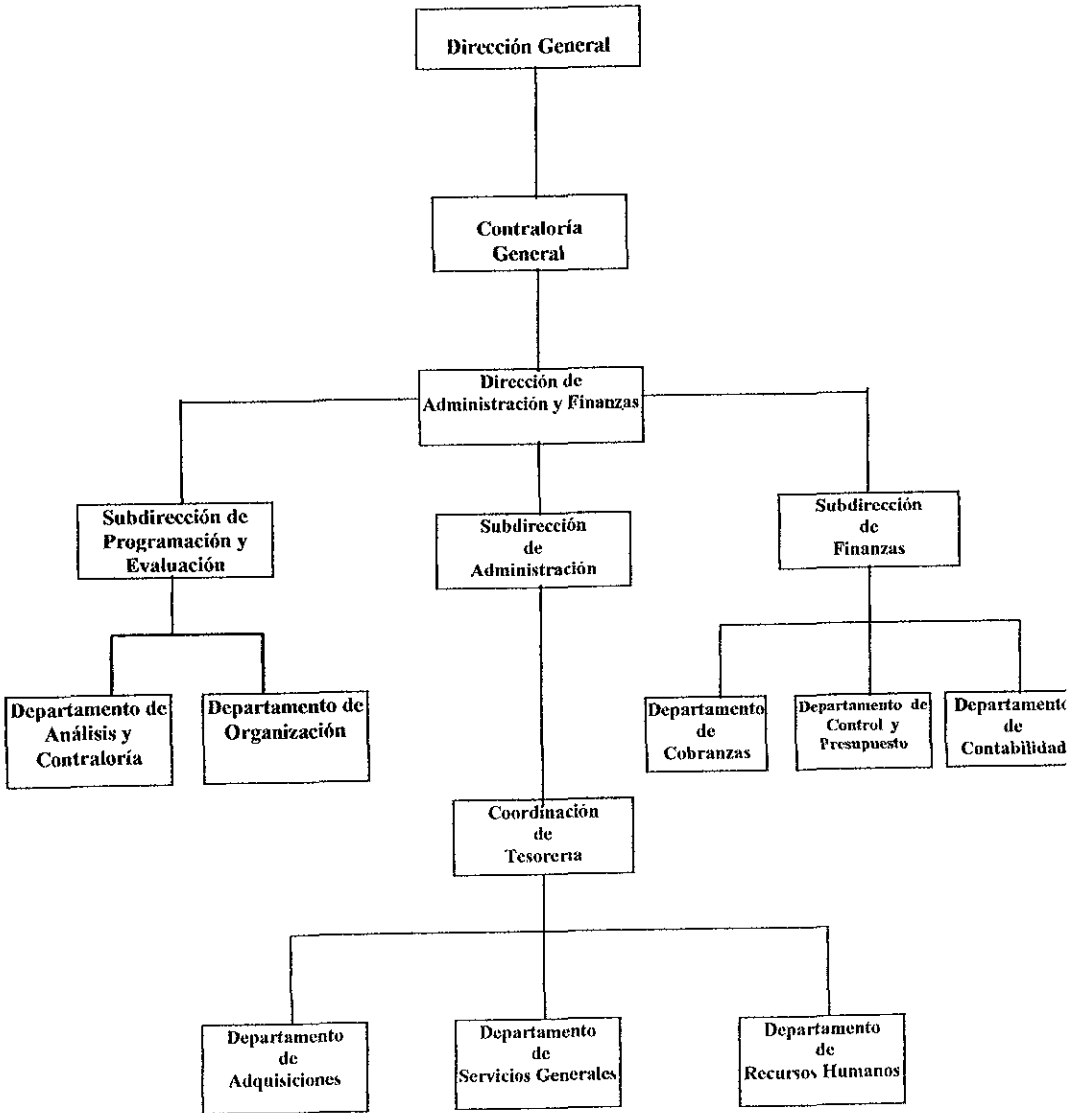 Dirección General
Contraloría
General
Dirección de
Administración y Finanzas
Subdirección de
Programación y
Evaluación
Subdirección
de
Administración
Subdirección
de
Finanzas
Departamento de
Análisis y
Contraloría
Departamento de
Organización
Departamento
de
Cobranzas
Departamento de
Control y
Presupuesto
Departamento
de
Contabilidad
Coordinación
de
Tesorería
Departamento
de
Adquisiciones
Departamento
de
Servicios Generales
Departamento
de
Recursos Humanos